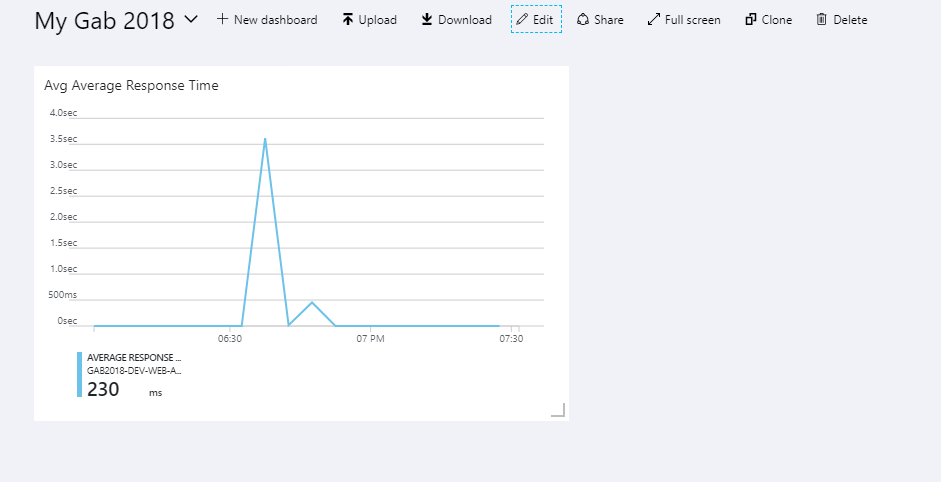 My Gab 2018 New dashboard Upload Download Edit Share Full screen Clone Delete
Avg Average Response Time
4.0sec
3.5sec
3.0sec
2.5sec
2.0sec
1.5sec
1.0sec
500ms
0sec
06:30 07 PM 07:30
AVERAGE RESPONSE ...
GAB2018-DEV-WEB-A...
230 ms